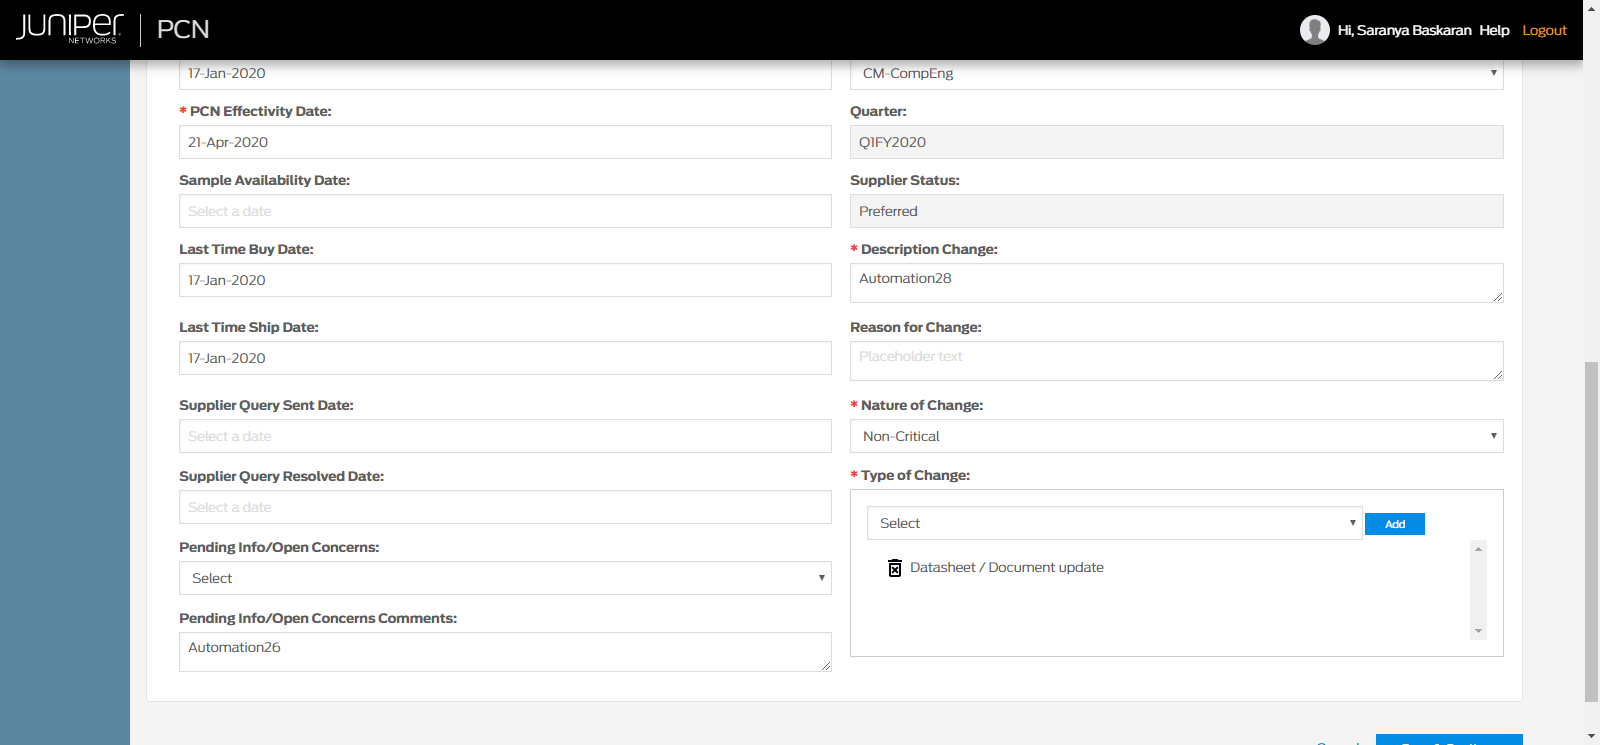 JUNIPER NETWORKS
PCN
Hi, Saranya Baskaran Help Logout
17-Jan-2020
CM-CompEng
* PCN Effectivity Date:
21-Apr-2020
Quarter:
Q1FY2020
Sample Availability Date:
Select a date
Supplier Status:
Preferred
Last Time Buy Date:
17-Jan-2020
* Description Change:
Automation28
Last Time Ship Date:
17-Jan-2020
Reason for Change:
Placeholder text
Supplier Query Sent Date:
Select a date
* Nature of Change:
Non-Critical
Supplier Query Resolved Date:
Select a date
* Type of Change:
Select
Add
Datasheet / Document update
Pending Info/Open Concerns:
Select
Pending Info/Open Concerns Comments:
Automation26